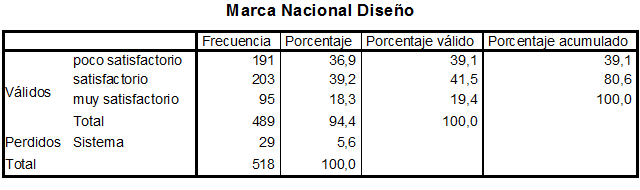 Marca Nacional Diseño
Frecuencia Porcentaje Porcentaje válido Porcentaje acumulado
Válidos poco satisfactorio 191 36,9 39,1 39,1
satisfactorio 203 39,2 41,5 80,6
muy satisfactorio 95 18,3 19,4 100,0
Total 489 94,4 100,0
Perdidos Sistema 29 5,6
Total 518 100,0